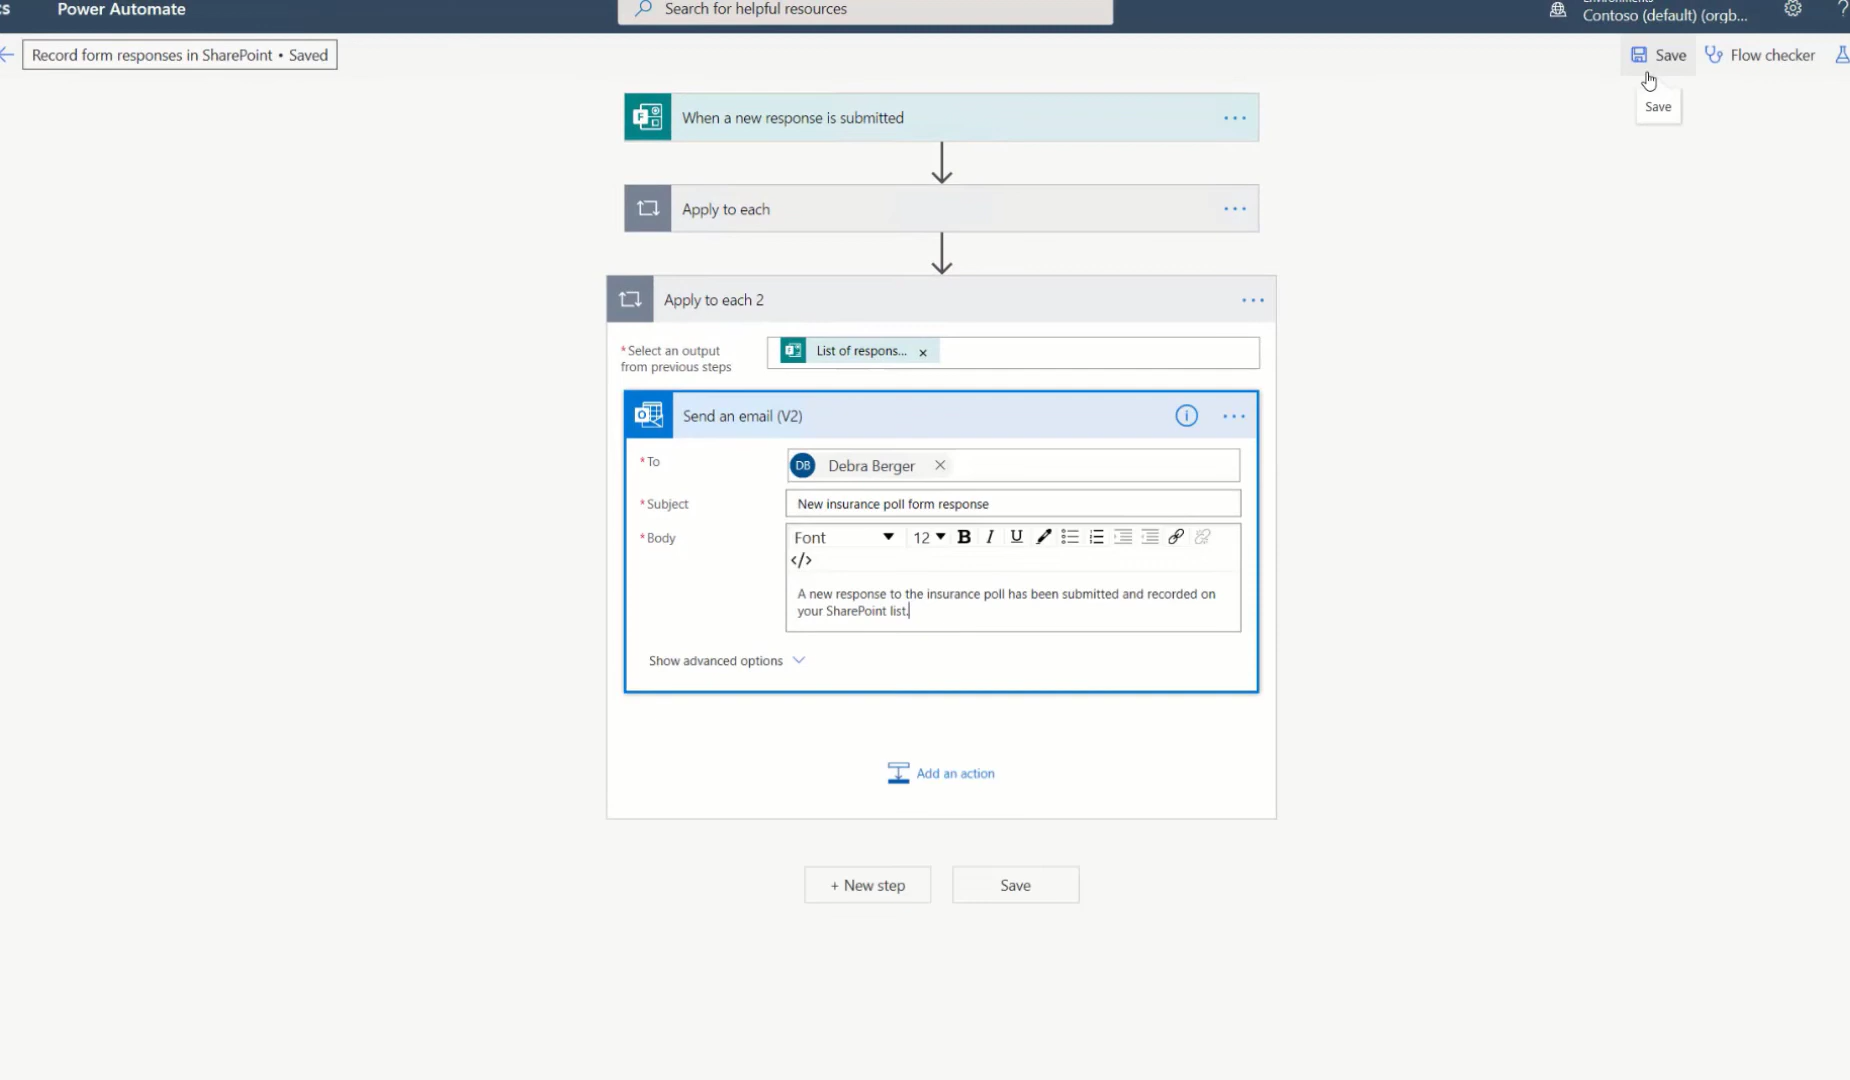 Power Automate
Search for helpful resources
Contoso (default) (orgb...
Record form responses in SharePoint • Saved
Save
Flow checker
Save
When a new response is submitted
Apply to each
Apply to each 2
*Select an output
from previous steps
List of respons... ×
Send an email (V2)
*To
DB Debra Berger
*Subject
New insurance poll form response
*Body
Font 12 B I U
</>
A new response to the insurance poll has been submitted and recorded on
your SharePoint list.
Show advanced options
Add an action
+ New step
Save